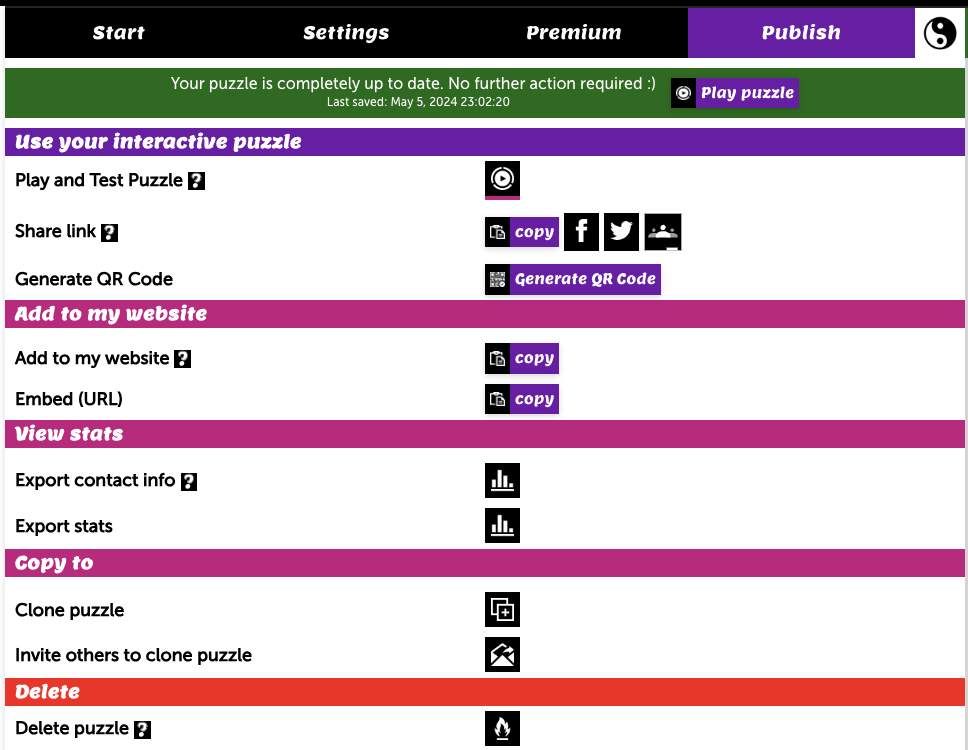 Start Settings Premium Publish
Your puzzle is completely up to date. No further action required :)
Last saved: May 5, 2024 23:02:20
Play puzzle
Use your interactive puzzle
Play and Test Puzzle ?
Share link ? copy
Generate QR Code Generate QR Code
Add to my website
Add to my website ? copy
Embed (URL) copy
View stats
Export contact info ?
Export stats
Copy to
Clone puzzle
Invite others to clone puzzle
Delete
Delete puzzle ?